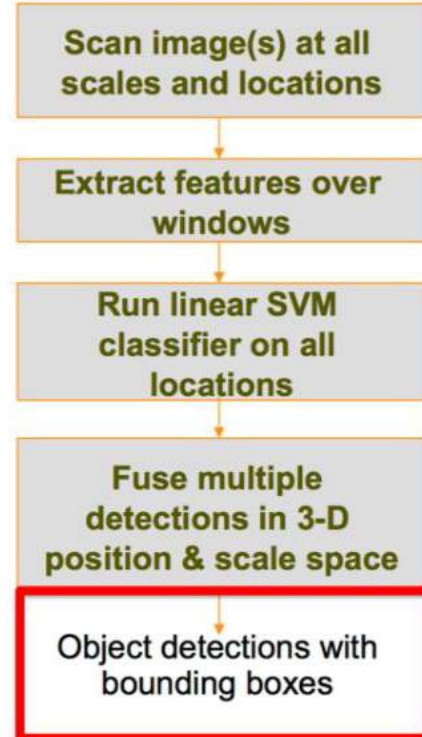 Scan image(s) at all
scales and locations
Extract features over
windows
Run linear SVM
classifier on all
locations
Fuse multiple
detections in 3-D
position & scale space
Object detections with
bounding boxes